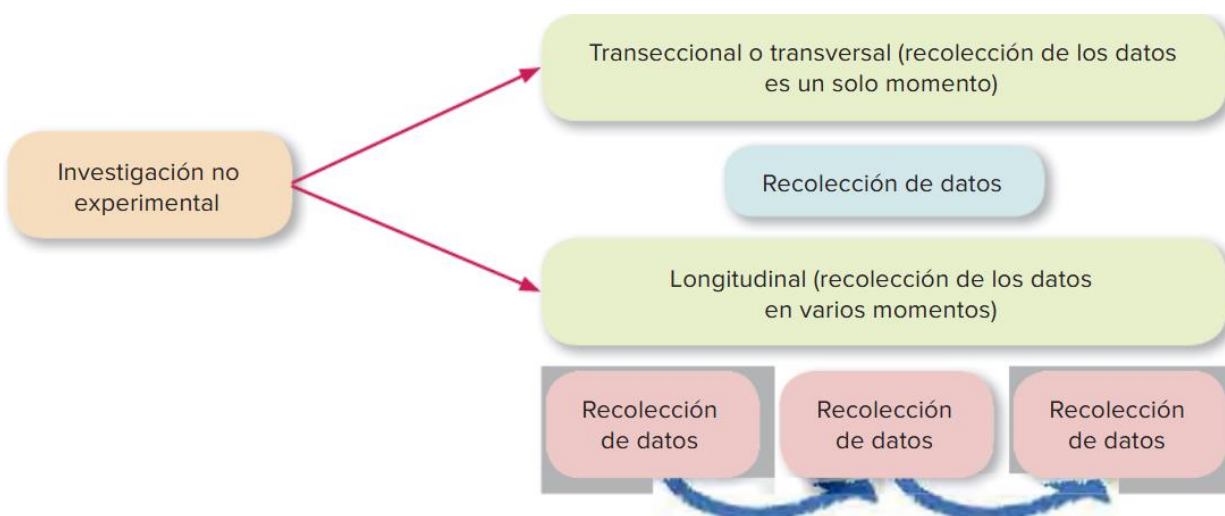 Transeccional o transversal (recolección de los datos
es un solo momento)
Investigación no
experimental
Recolección de datos
Longitudinal (recolección de los datos
en varios momentos)
Recolección
de datos
Recolección
de datos
Recolección
de datos